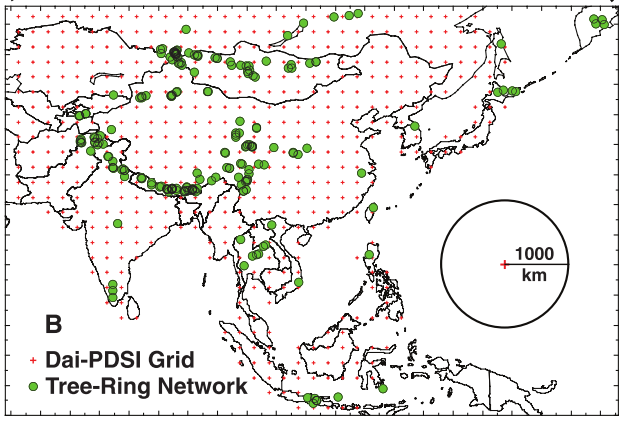 1000
km
B
Dai-PDSI Grid
Tree-Ring Network